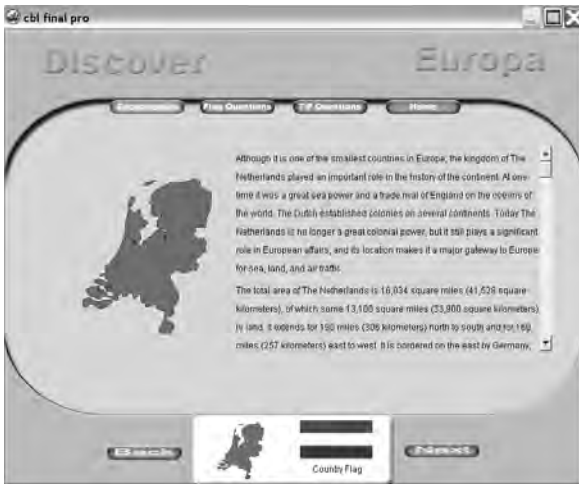 cbl final pro
Discover Europa
Flag Questions T/F Questions Home
Although it is one of the smallest countries in Europe, the kingdom of The
Netherlands played an important role in the history of the continent. At one
time it was a great sea power and a trade rival of England on the oceans of
the world. The Dutch established colonies on several continents. Today The
Netherlands is no longer a great colonial power, but it still plays a significant
role in European affairs, and its location makes it a major gateway to Europe
for sea, land, and air traffic.
The total area of The Netherlands is square miles (41,526 square
kilometers), of which some 13,100 square miles (33,900 square kilometers)
is land. It extends for 190 miles (306 kilometers) north to south and for 160
miles (257 kilometers) east to west. It is bordered on the east by Germany,
Back
Country Flag
Next